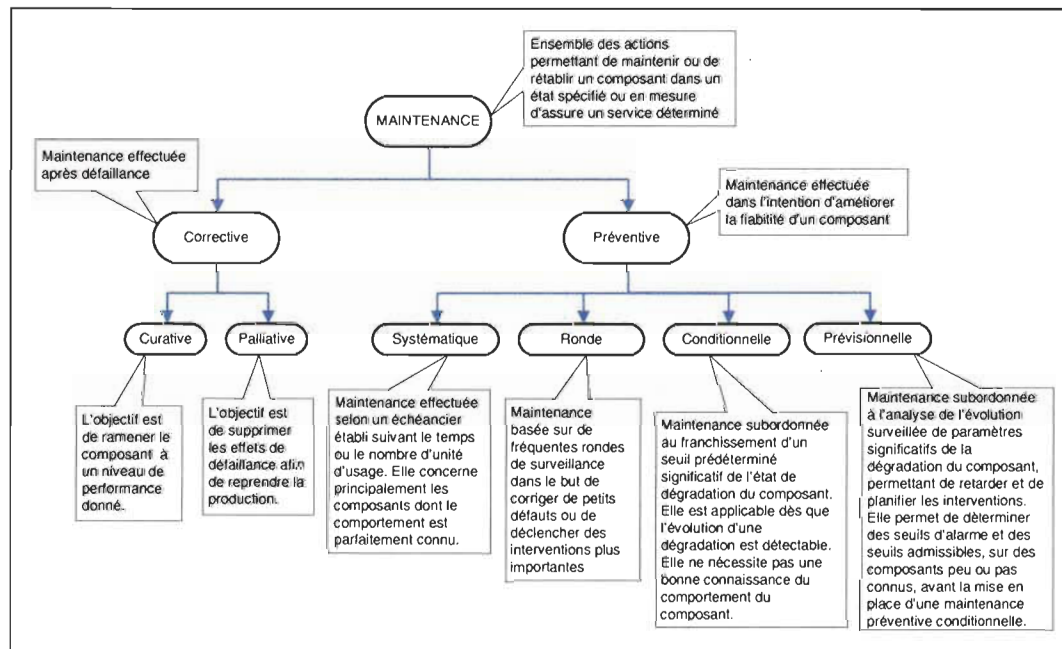 Ensemble des actions
permettant de maintenir ou de
rétablir un composant dans un
état spécifié ou en mesure
d'assure un service déterminé
MAINTENANCE
Maintenance effectuée
après défaillance
Maintenance effectuée
dans l'intention d'améliorer
la fiabilité d'un composant
Corrective
Préventive
Curative
Palliative
Systématique
Ronde
Conditionnelle
Prévisionnelle
L'objectif est
de ramener le
composant à
un niveau de
performance
donné.
L'objectif est
de supprimer
les effets de
défaillance afin
de reprendre la
production.
Maintenance effectuée
selon un échéancier
établi suivant le temps
ou le nombre d'unité
d'usage. Elle concerne
principalement les
composants dont le
comportement est
parfaitement connu.
Maintenance
basée sur de
fréquentes rondes
de surveillance
dans le but de
corriger de petits
défauts ou de
déclencher des
interventions plus
importantes
Maintenance subordonnée
au franchissement d'un
seuil prédéterminé
significatif de l'état de
dégradation du composant.
Elle est applicable dès que
l'évolution d'une
dégradation est détectable.
Elle ne nécessite pas une
bonne connaissance du
comportement du
composant.
Maintenance subordonnée
à l'analyse de l'évolution
surveillée de paramètres
significatifs de la
dégradation du composant,
permettant de retarder et de
planifier les interventions.
Elle permet de déterminer
des seuils d'alarme et des
seuils admissibles, sur des
composants peu ou pas
connus, avant la mise en
place d'une maintenance
préventive conditionnelle.